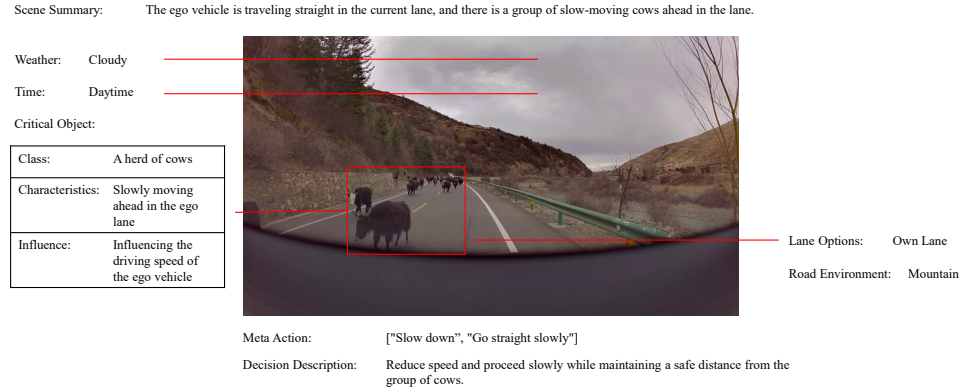 Scene Summary: The ego vehicle is traveling straight in the current lane, and there is a group of slow-moving cows ahead in the lane.
Weather: Cloudy
Time: Daytime
Critical Object:
Class: A herd of cows
Characteristics: Slowly moving
ahead in the ego
lane
Influence: Influencing the
driving speed of
the ego vehicle
Lane Options: Own Lane
Road Environment: Mountain
Meta Action: ["Slow down”, "Go straight slowly"]
Decision Description: Reduce speed and proceed slowly while maintaining a safe distance from the
group of cows.